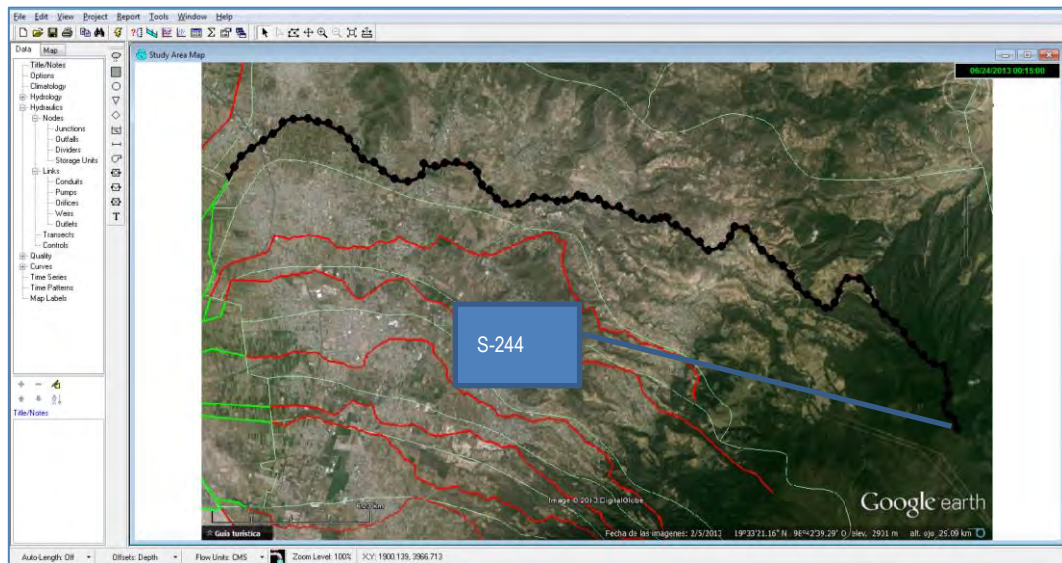 File Edit View Project Report Tools Window Help
Data Map
Study Area Map
06/24/2013 00:15:00
Title/Notes
Options
Climatology
Hydrology
Hydraulics
Nodes
Junctions
Outfalls
Dividers
Storage Units
Links
Conduits
Pumps
Orifices
Weirs
Outlets
Transects
Controls
Quality
Curves
Time Series
Time Patterns
Map Labels
T
S-244
Title/Notes
Image © 2013 DigitalGlobe
Google earth
Guía turística
Fecha de las imágenes: 2/5/2013 19°33'21.16" N 98°42'39.29" O elev. 2931 m alt. ojo 29.09 km
Auto-Length: Off Offsets: Depth Flow Units: CMS Zoom Level: 100% X,Y: 1900.139, 3966.713